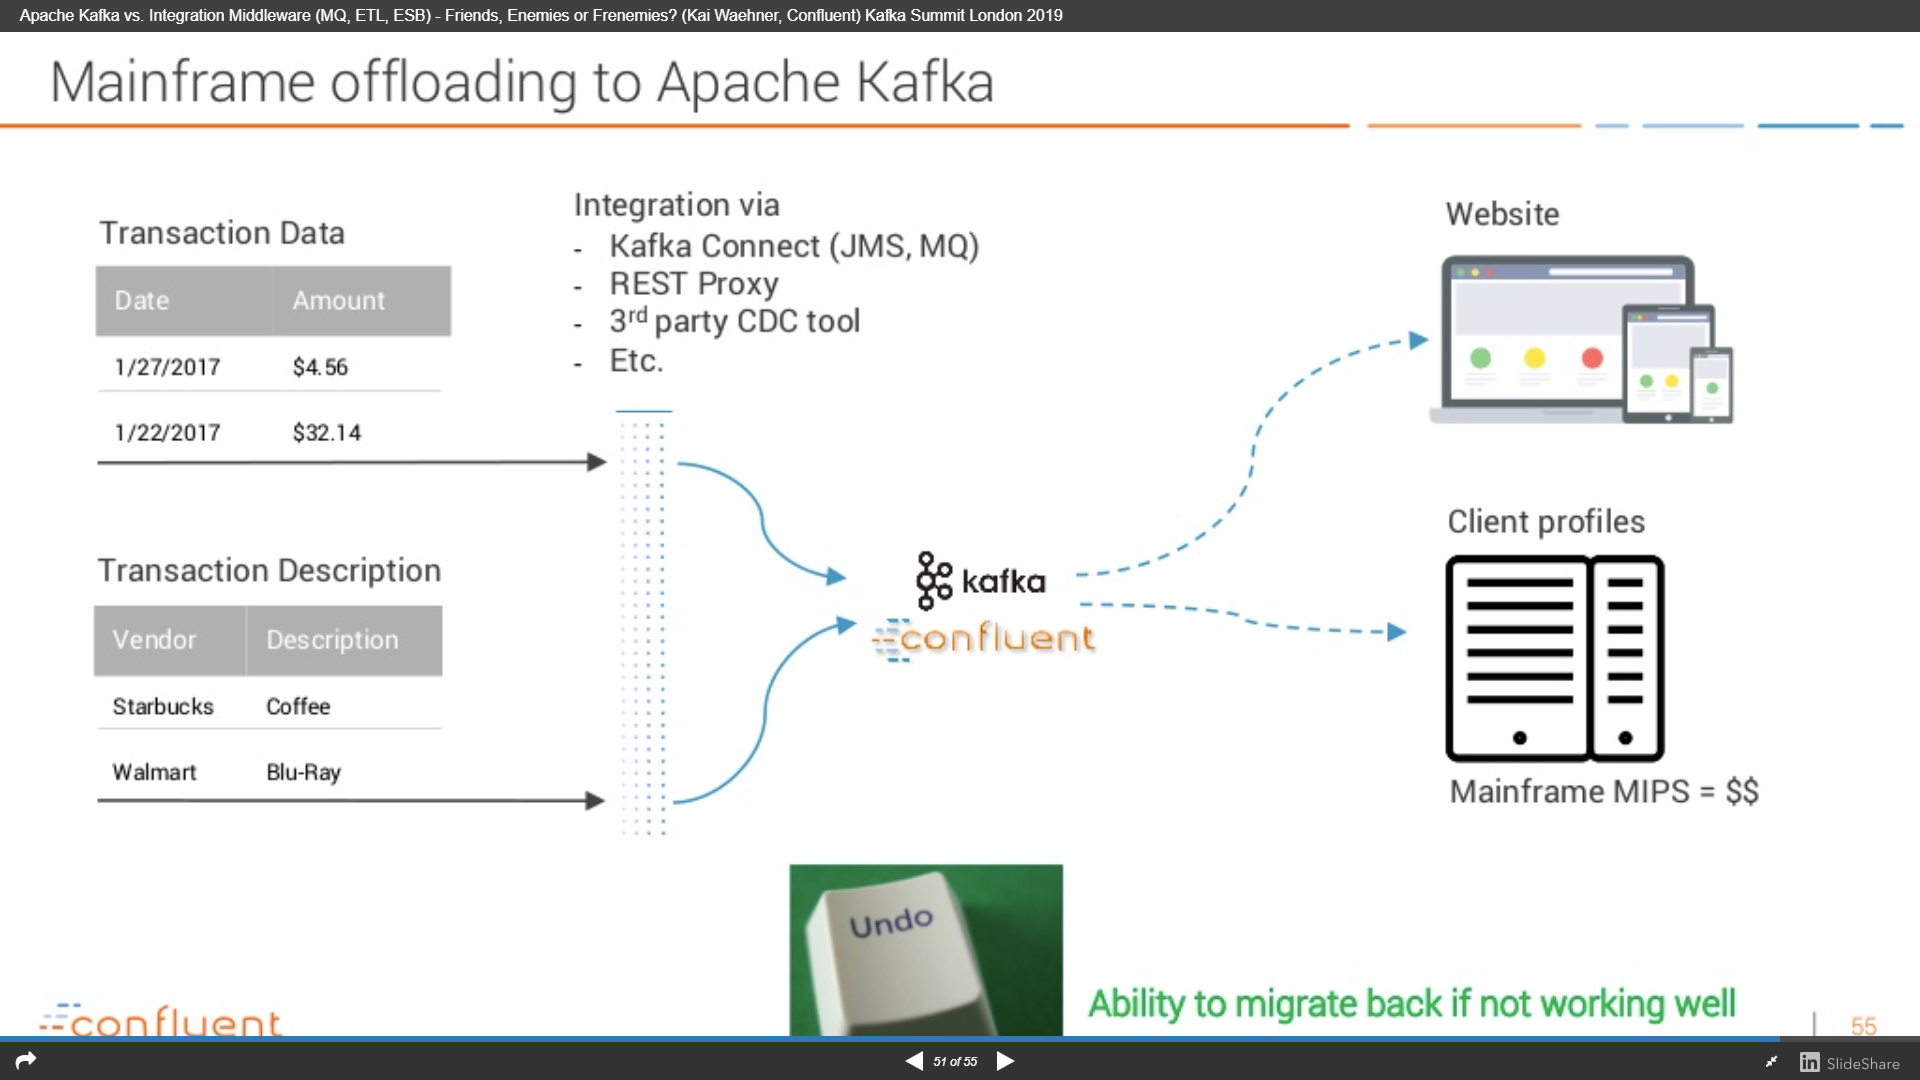 Apache Kafka vs. Integration Middleware (MQ, ETL, ESB) - Friends, Enemies or Frenemies? (Kai Waehner, Confluent) Kafka Summit London 2019
Mainframe offloading to Apache Kafka
Transaction Data
Date Amount
1/27/2017 $4.56
1/22/2017 $32.14
Transaction Description
Vendor Description
Starbucks Coffee
Walmart Blu-Ray
Integration via
- Kafka Connect (JMS, MQ)
- REST Proxy
- 3rd party CDC tool
- Etc.
kafka
confluent
Website
Client profiles
Mainframe MIPS = $$
Undo
Ability to migrate back if not working well
confluent
55
51 of 55
in SlideShare